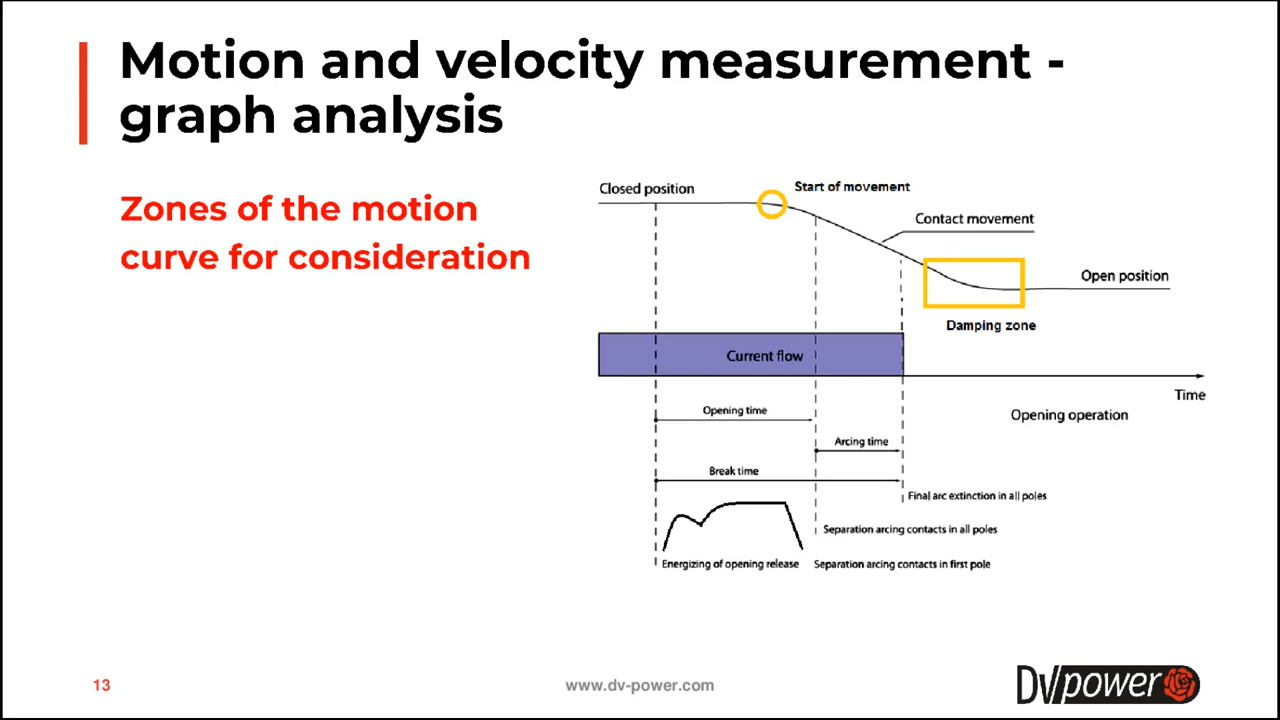 Motion and velocity measurement -
graph analysis
Zones of the motion
curve for consideration
Closed position
Start of movement
Contact movement
Open position
Damping zone
Current flow
Time
Opening time
Opening operation
Arcing time
Break time
Final arc extinction in all poles
Separation arcing contacts in all poles
Energizing of opening release
Separation arcing contacts in first pole
13
www.dv-power.com
DV power